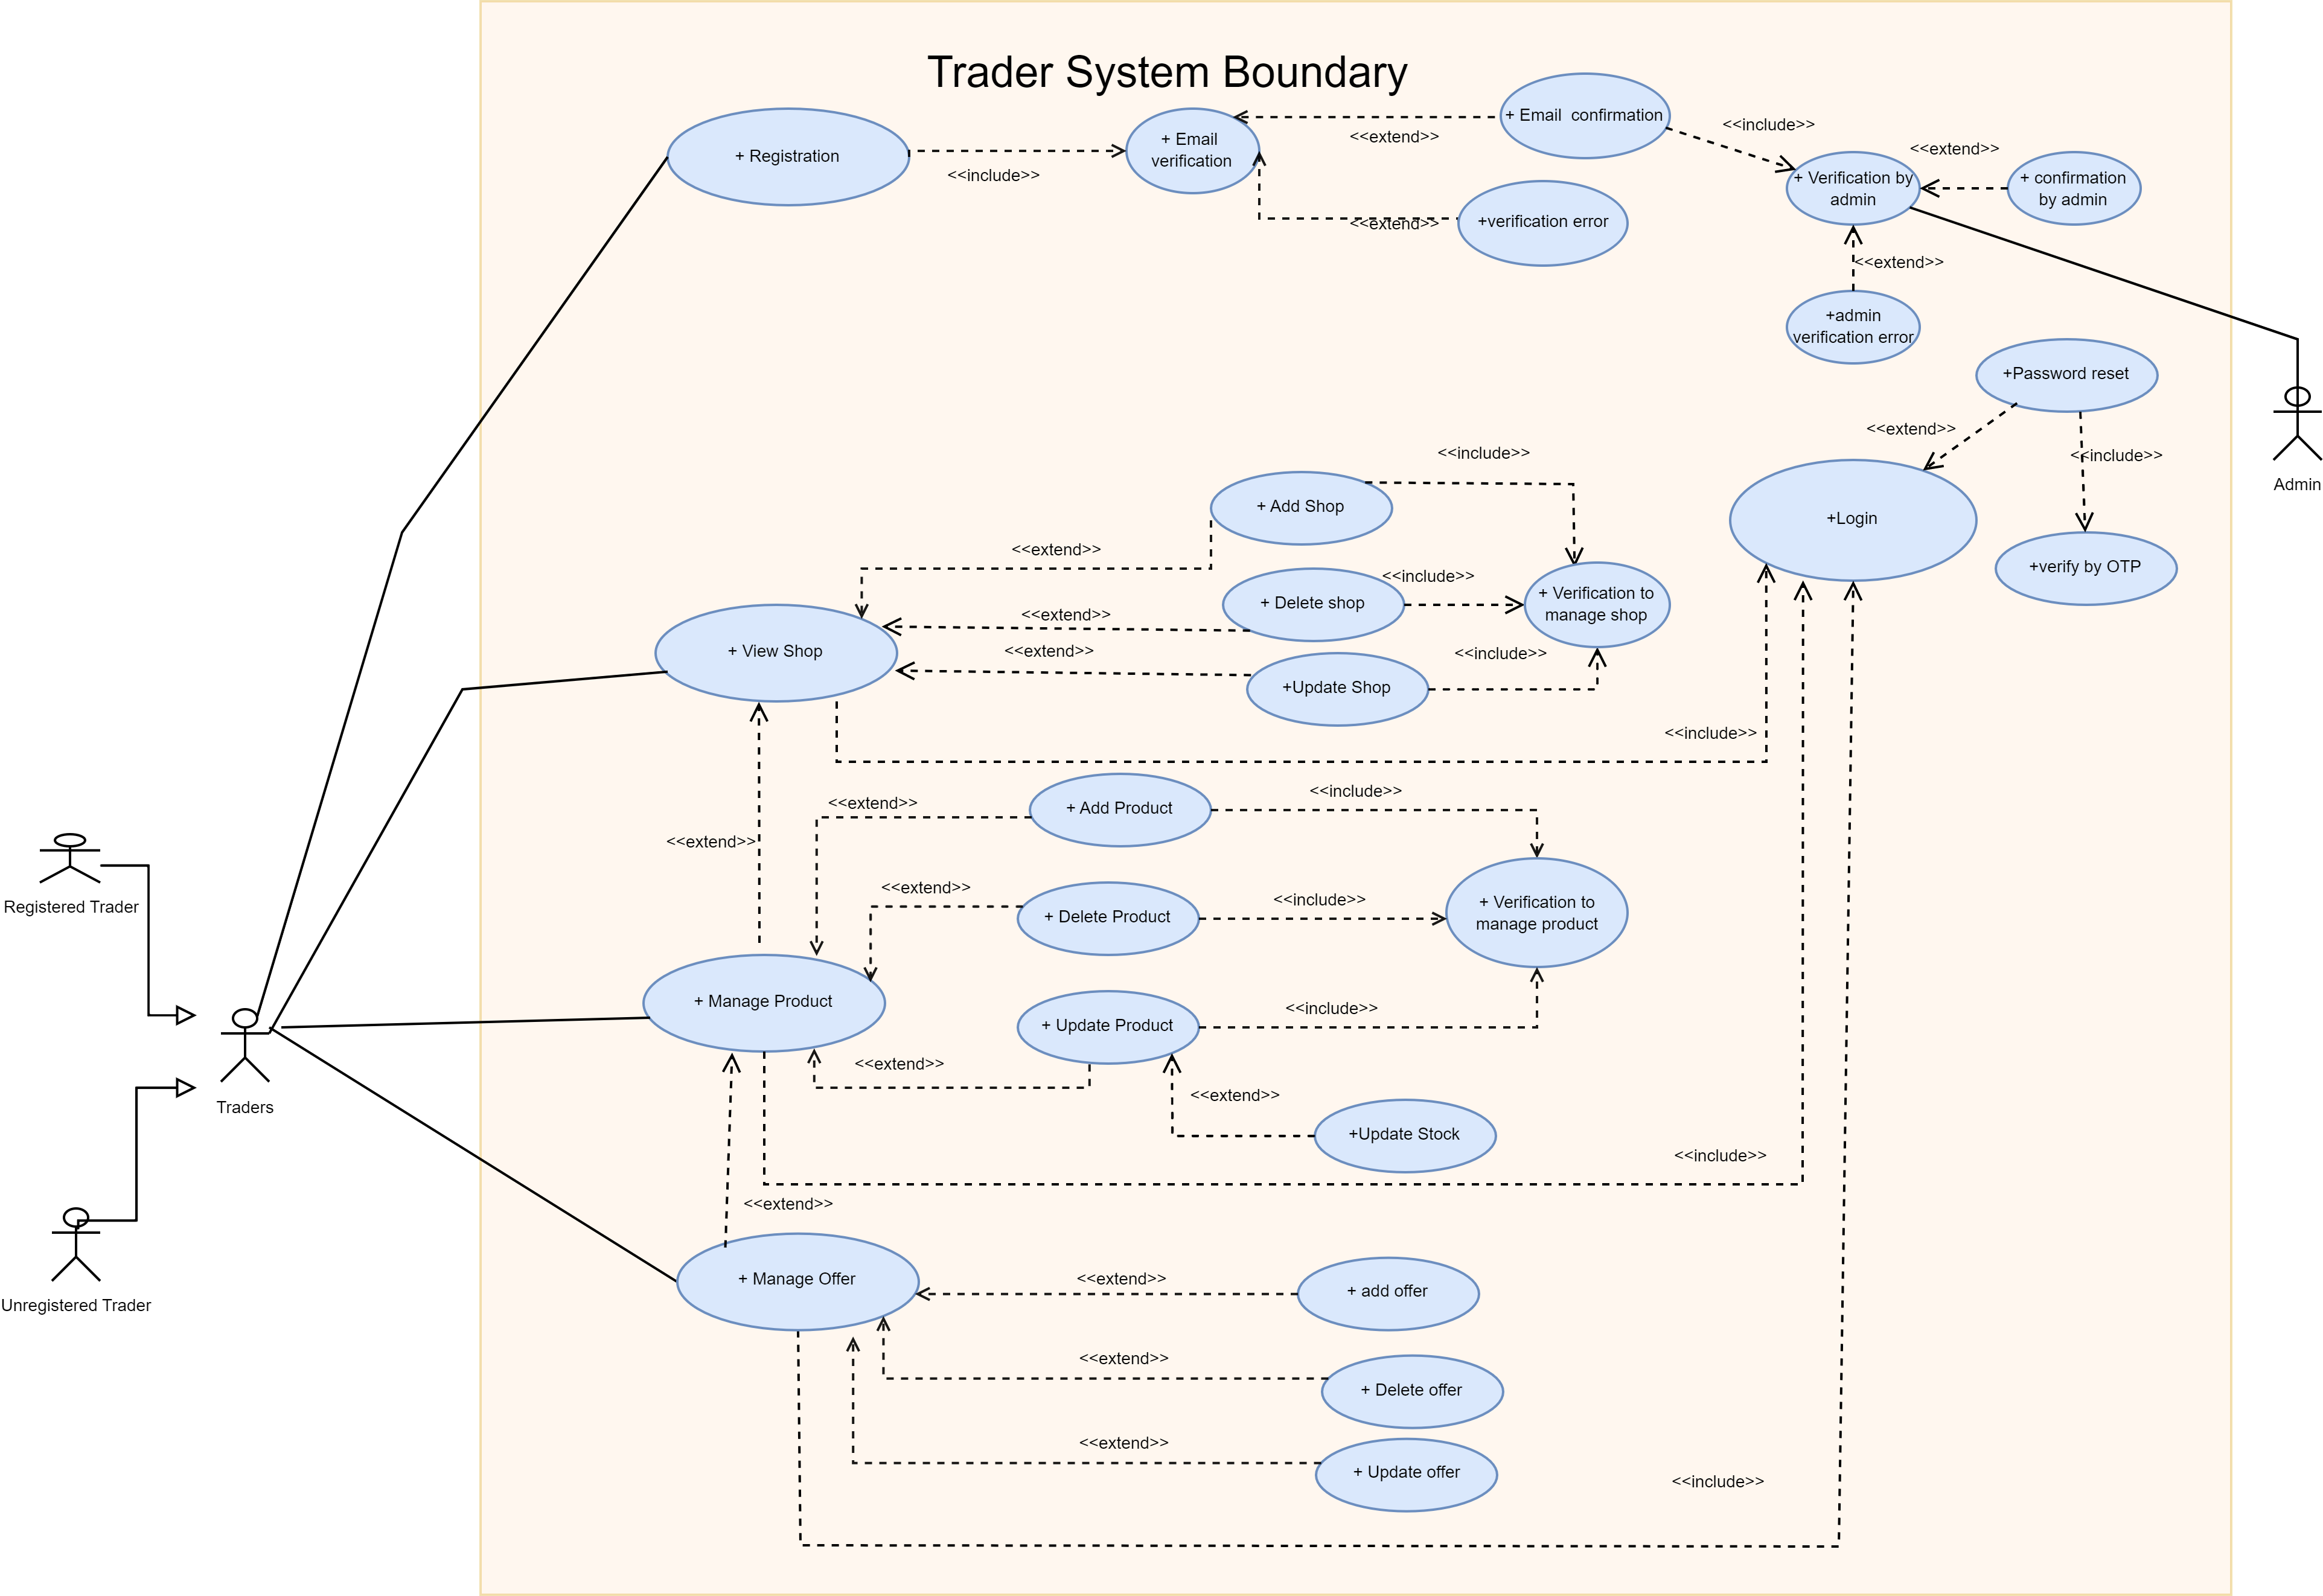 Trader System Boundary
+ Registration
<<include>>
+ Email
verification
<<extend>>
+ Email  confirmation
<<include>>
<<extend>>
+verification error
+ Verification by
admin
<<extend>>
+ confirmation
by admin
<<extend>>
+admin
verification error
+Password reset
<<extend>>
<<include>>
+Login
+verify by OTP
Admin
<<include>>
+ Add Shop
<<extend>>
<<include>>
+ Delete shop
<<extend>>
+ Verification to
manage shop
+ View Shop
<<extend>>
<<include>>
+Update Shop
<<include>>
<<extend>>
<<extend>>
+ Add Product
<<include>>
<<extend>>
+ Delete Product
<<include>>
+ Verification to
manage product
Registered Trader
+ Manage Product
+ Update Product
<<include>>
<<extend>>
<<extend>>
Traders
+Update Stock
<<include>>
<<extend>>
+ Manage Offer
<<extend>>
+ add offer
Unregistered Trader
<<extend>>
+ Delete offer
<<extend>>
+ Update offer
<<include>>